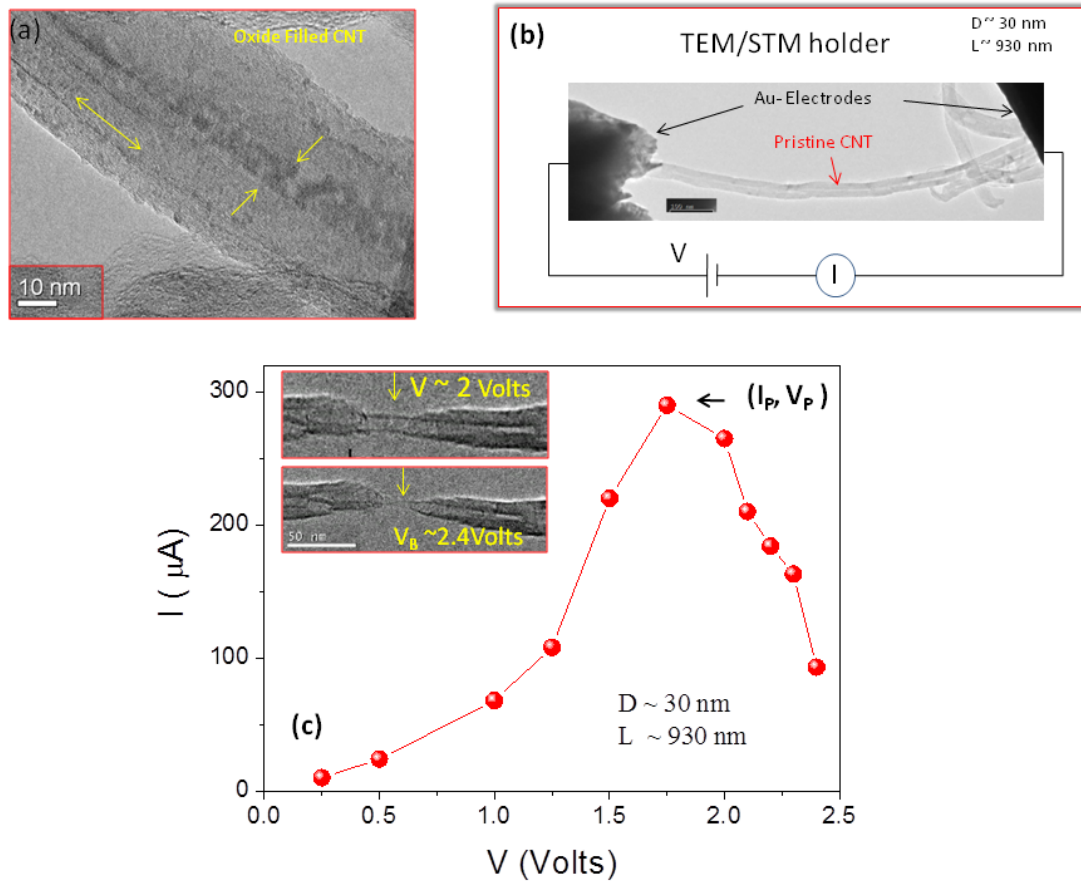 (a)
Oxide Filled CNT
10 nm
(b)
TEM/STM holder
D~ 30 nm
L~ 930 nm
Au-Electrodes
Pristine CNT
V
I
300
200
100
0
I (μA)
V ~ 2 Volts
V_B ~2.4Volts
50 nm
(I_P, V_P )
(c)
D ~ 30 nm
L ~ 930 nm
0.0 0.5 1.0 1.5 2.0 2.5
V (Volts)